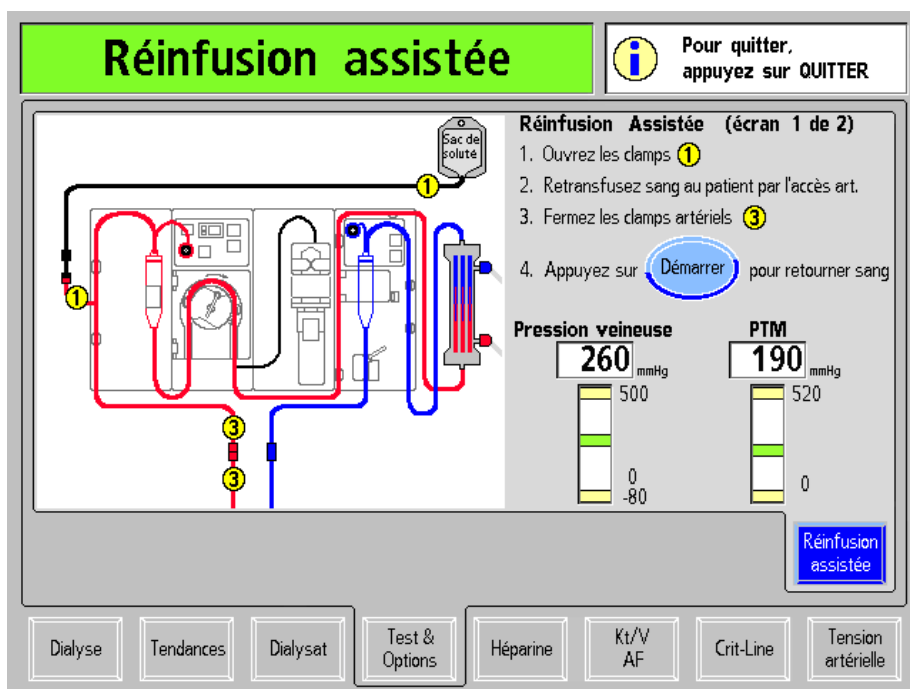 Réinfusion assistée
Pour quitter,
appuyez sur QUITTER
Sac de
soluté
1
1
3
3
Réinfusion Assistée (écran 1 de 2)
1. Ouvrez les clamps 1
2. Retransfusez sang au patient par l'accès art.
3. Fermez les clamps artériels 3
4. Appuyez sur Démarrer pour retourner sang
Pression veineuse
260 mmHg
500
0
-80
PTM
190 mmHg
520
0
Réinfusion
assistée
Dialyse
Tendances
Dialysat
Test &
Options
Héparine
Kt/V
AF
Crit-Line
Tension
artérielle